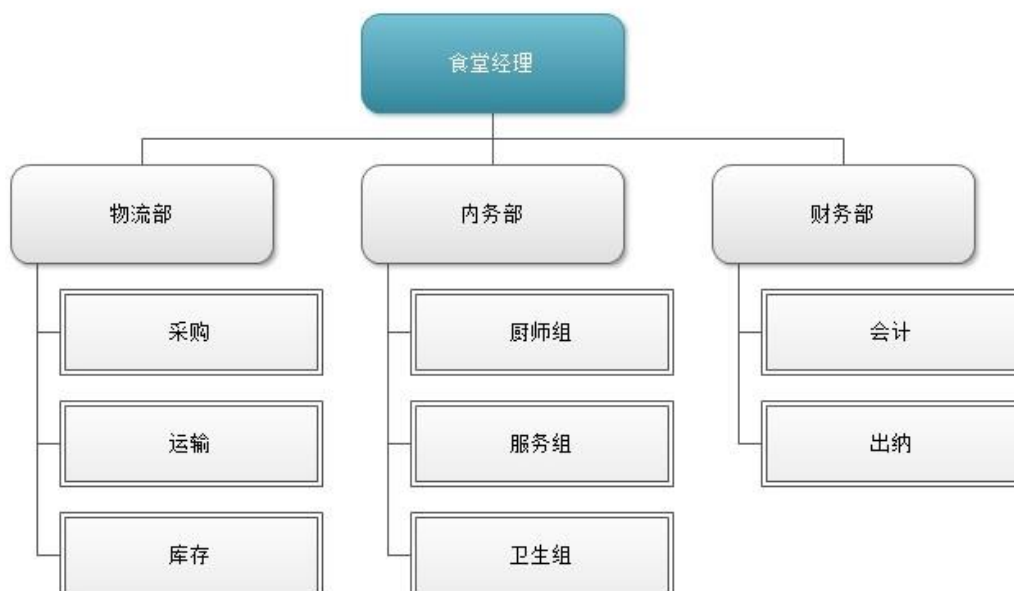 食堂经理
物流部
内务部
财务部
采购
厨师组
会计
运输
服务组
出纳
库存
卫生组